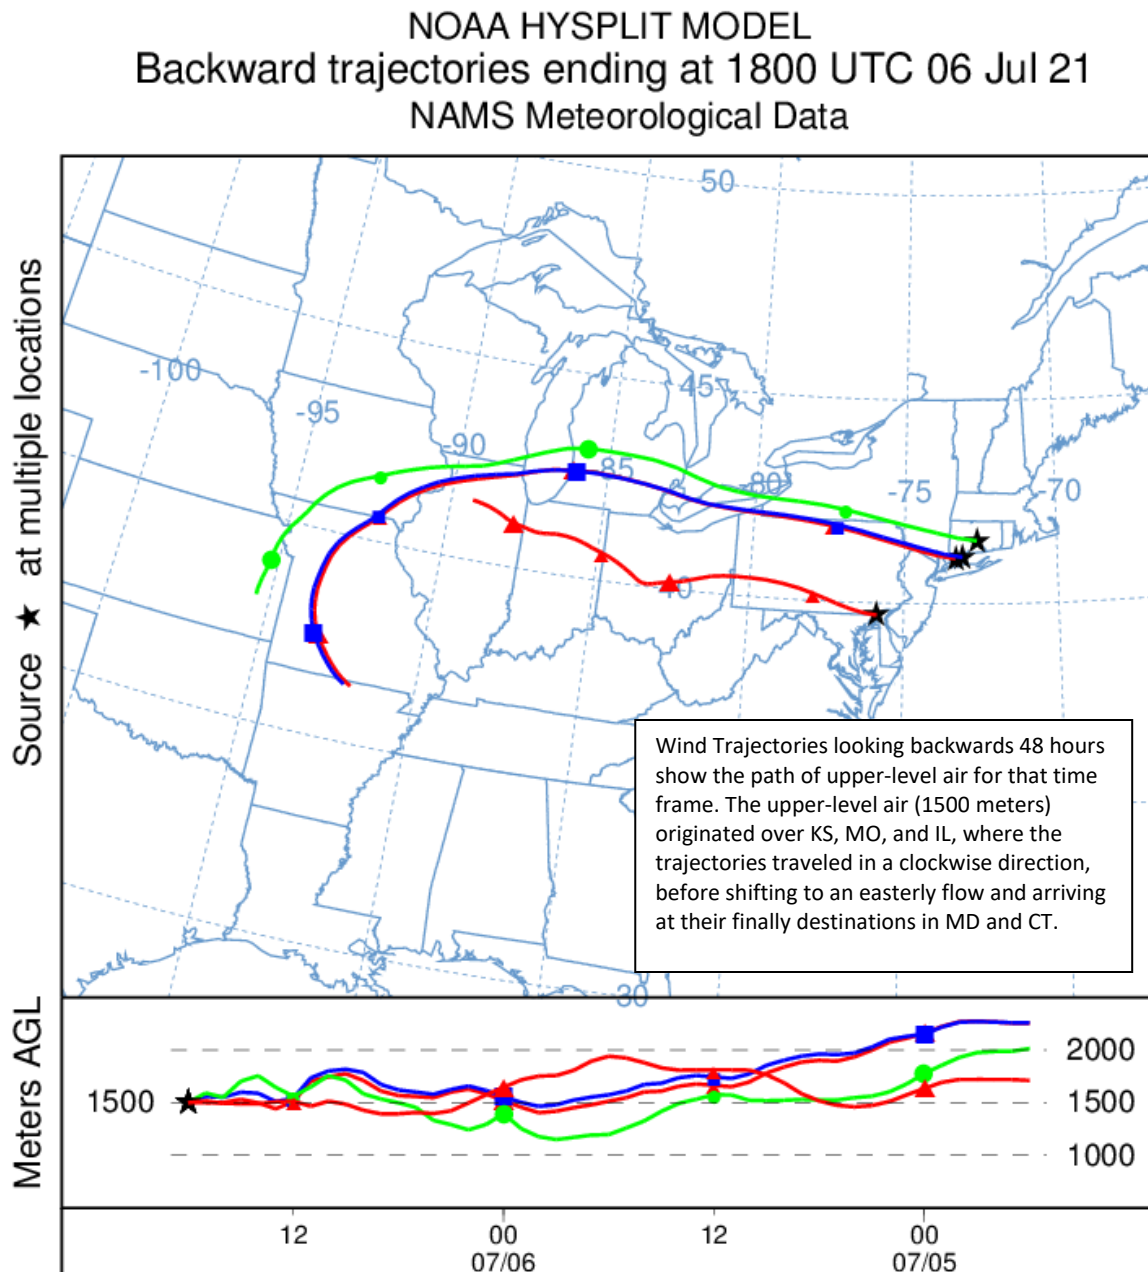 NOAA HYSPLIT MODEL
Backward trajectories ending at 1800 UTC 06 Jul 21
NAMS Meteorological Data
Source ★ at multiple locations
50
-100
-95
45
-90
85
-80
-75
-70
40
30
Wind Trajectories looking backwards 48 hours
show the path of upper-level air for that time
frame. The upper-level air (1500 meters)
originated over KS, MO, and IL, where the
trajectories traveled in a clockwise direction,
before shifting to an easterly flow and arriving
at their finally destinations in MD and CT.
Meters AGL
1500
2000
1500
1000
12
00
12
00
07/06
07/05